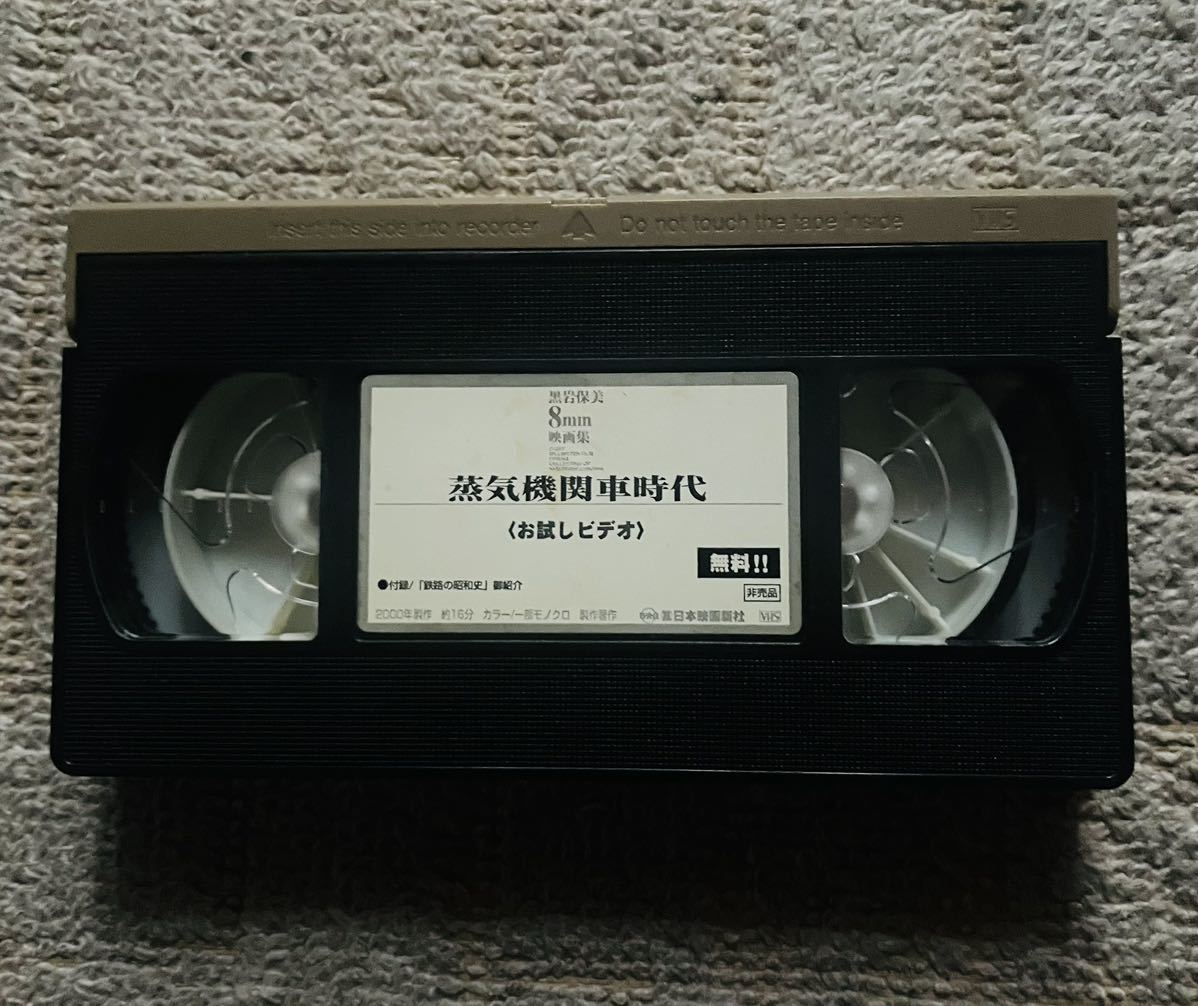 Insert this side into recorder Do not touch the tape inside VHS
黒岩保美
8mm
映画集
蒸気機関車時代
〈お試しビデオ〉
無料!!
●付録/「鉄路の昭和史」御紹介
非売品
2000年製作 約16分 カラー/一部モノクロ 製作著作 日本映画新社 VHS